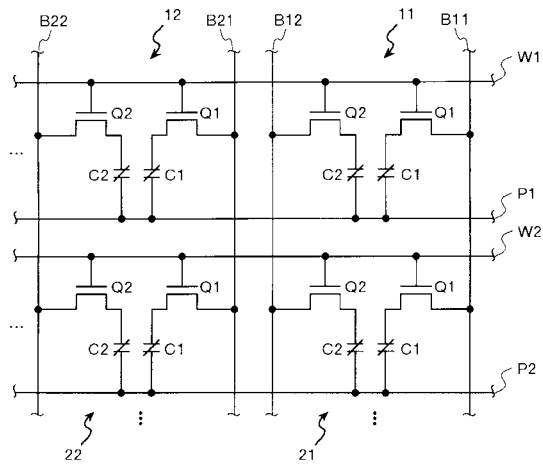 B22 12 B21 B12 11 B11
W1
Q2 Q1 Q2 Q1
...
C2 C1 C2 C1
P1
W2
Q2 Q1 Q2 Q1
...
C2 C1 C2 C1
P2
... ...
22 21